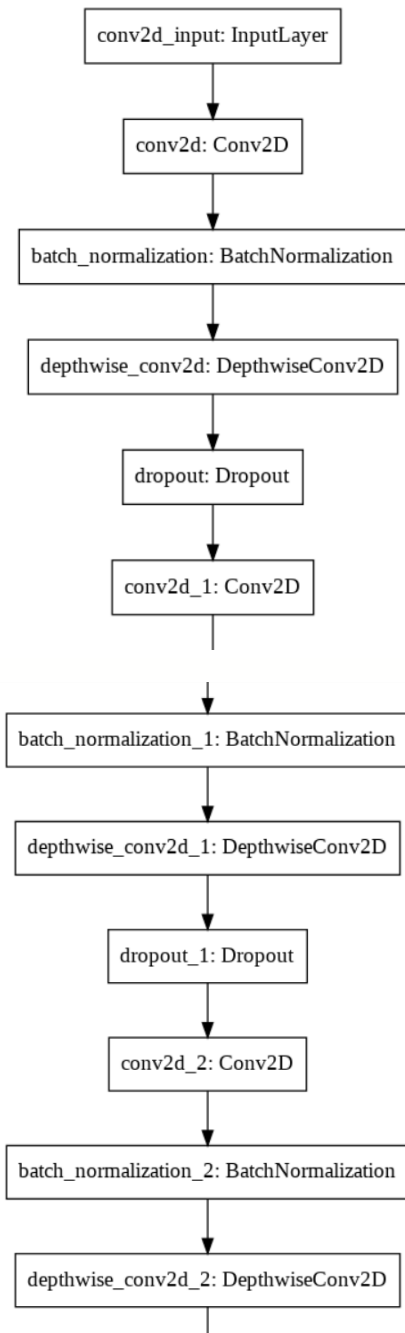 conv2d_input: InputLayer
conv2d: Conv2D
batch_normalization: BatchNormalization
depthwise_conv2d: DepthwiseConv2D
dropout: Dropout
conv2d_1: Conv2D
batch_normalization_1: BatchNormalization
depthwise_conv2d_1: DepthwiseConv2D
dropout_1: Dropout
conv2d_2: Conv2D
batch_normalization_2: BatchNormalization
depthwise_conv2d_2: DepthwiseConv2D